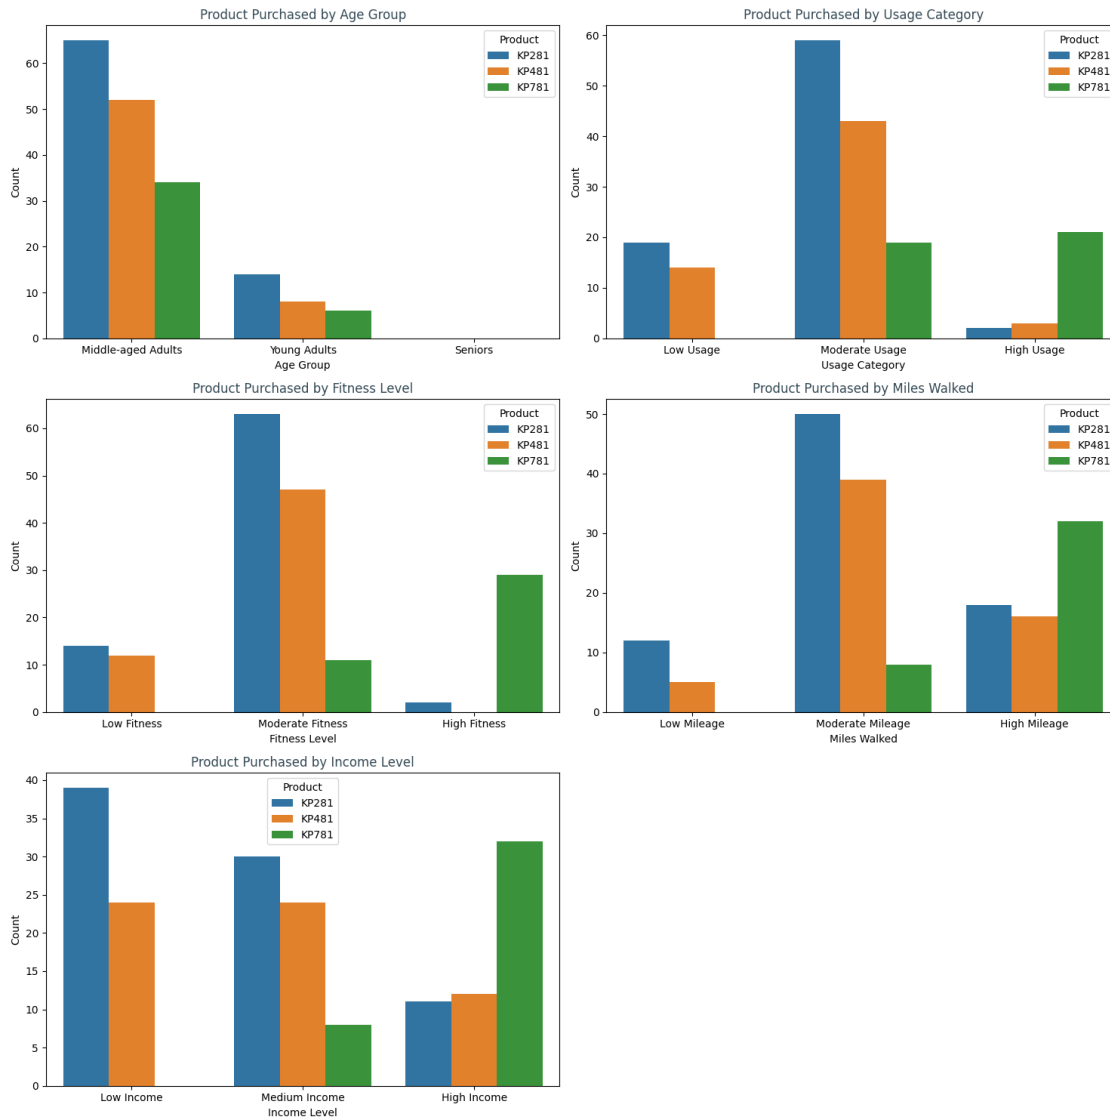 Product Purchased by Age Group
Count
60
50
40
30
20
10
0
Product
KP281
KP481
KP781
Middle-aged Adults Young Adults Seniors
Age Group
Product Purchased by Usage Category
Count
60
50
40
30
20
10
0
Product
KP281
KP481
KP781
Low Usage Moderate Usage High Usage
Usage Category
Product Purchased by Fitness Level
Count
60
50
40
30
20
10
0
Product
KP281
KP481
KP781
Low Fitness Moderate Fitness High Fitness
Fitness Level
Product Purchased by Miles Walked
Count
50
40
30
20
10
0
Product
KP281
KP481
KP781
Low Mileage Moderate Mileage High Mileage
Miles Walked
Product Purchased by Income Level
Count
40
35
30
25
20
15
10
5
0
Product
KP281
KP481
KP781
Low Income Medium Income High Income
Income Level